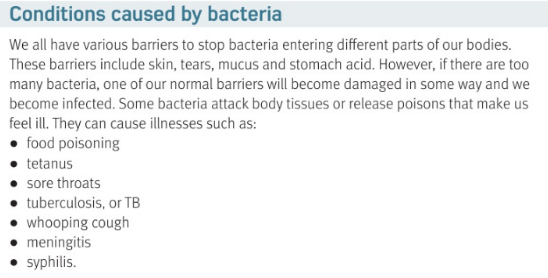 Conditions caused by bacteria
We all have various barriers to stop bacteria entering different parts of our bodies.
These barriers include skin, tears, mucus and stomach acid. However, if there are too
many bacteria, one of our normal barriers will become damaged in some way and we
become infected. Some bacteria attack body tissues or release poisons that make us
feel ill. They can cause illnesses such as:
● food poisoning
● tetanus
● sore throats
● tuberculosis, or TB
● whooping cough
● meningitis
● syphilis.